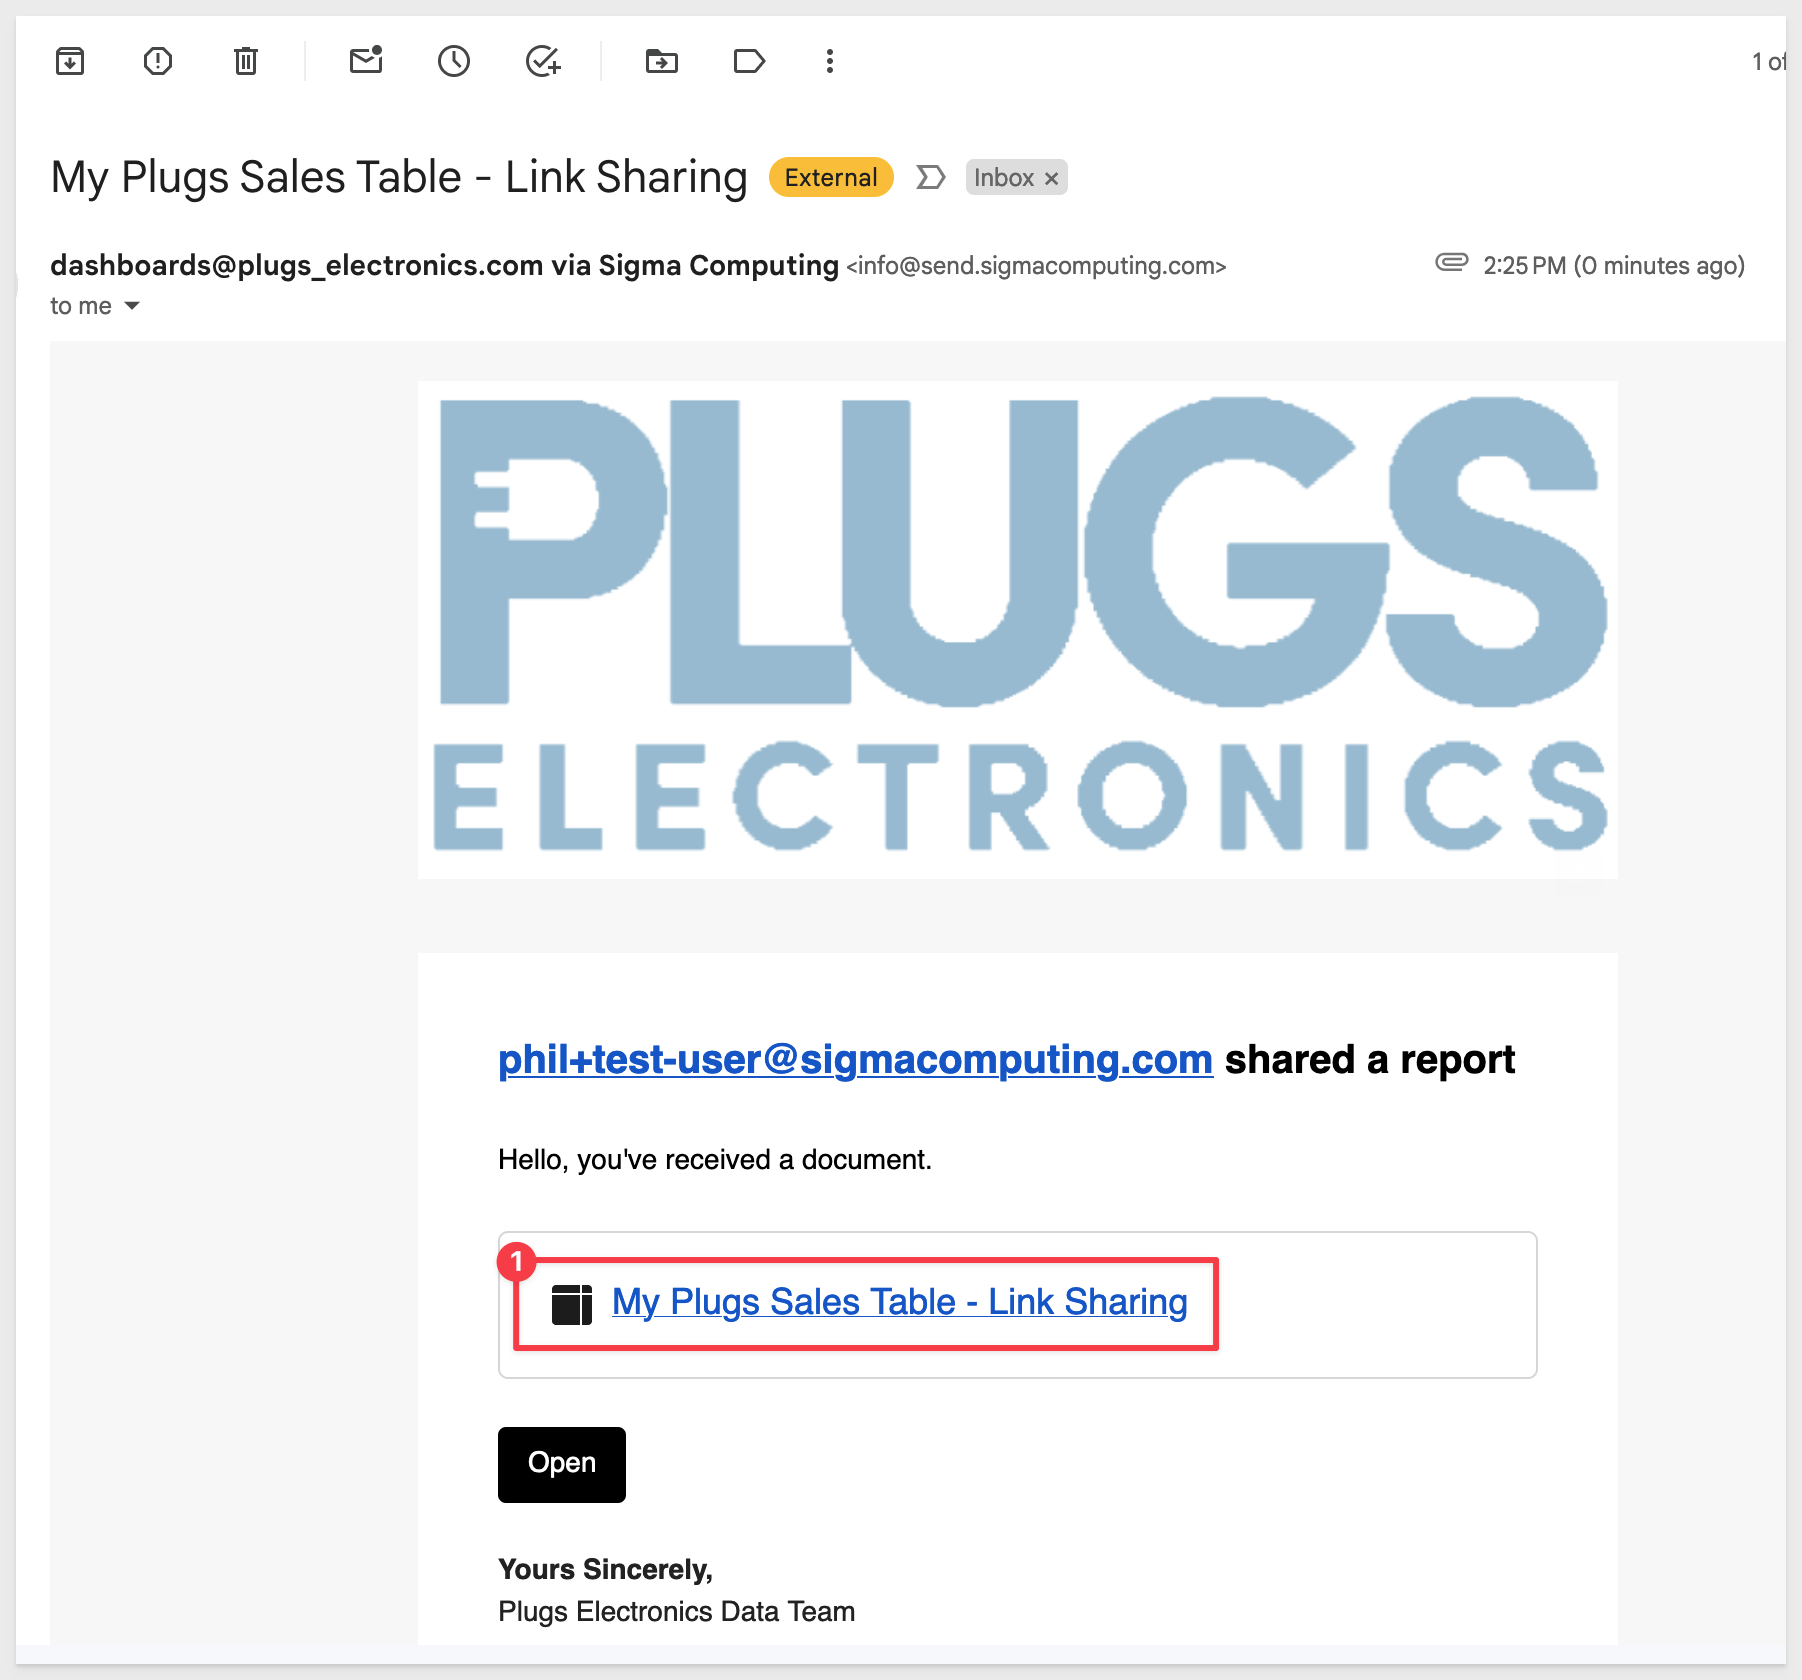 1 of
My Plugs Sales Table - Link Sharing External Inbox ×
dashboards@plugs_electronics.com via Sigma Computing <info@send.sigmacomputing.com> 2:25 PM (0 minutes ago)
to me
PLUGS
ELECTRONICS
phil+test-user@sigmacomputing.com shared a report
Hello, you've received a document.
1
My Plugs Sales Table - Link Sharing
Open
Yours Sincerely,
Plugs Electronics Data Team